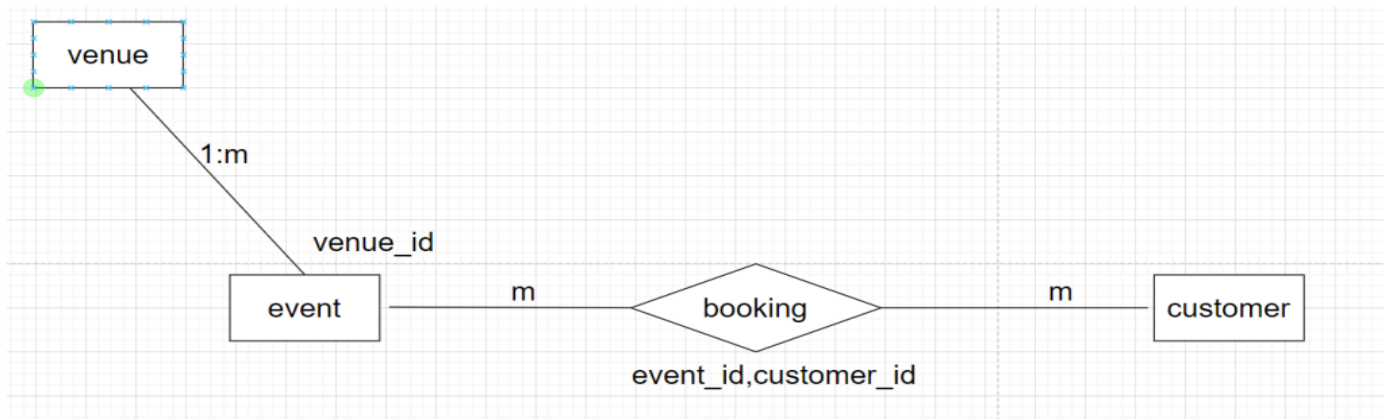 venue
1:m
venue_id
event
m
booking
m
customer
event_id,customer_id